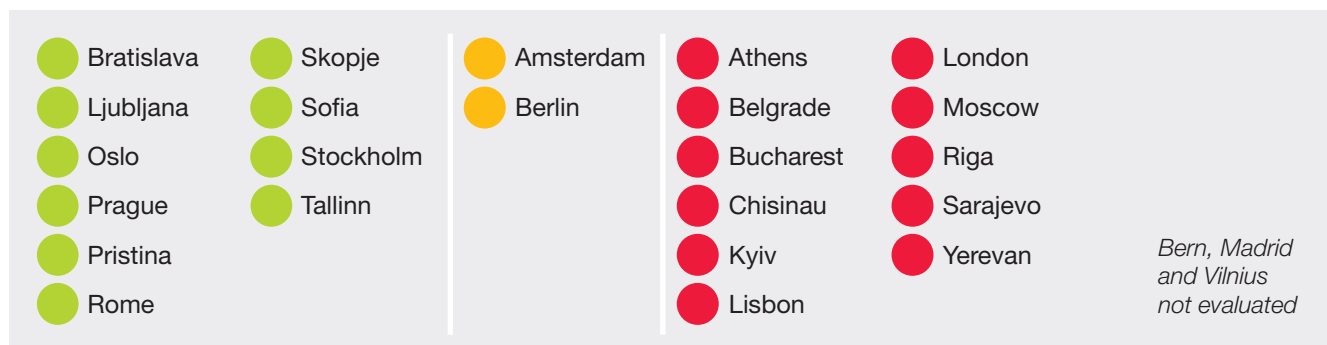 Bratislava
Ljubljana
Oslo
Prague
Pristina
Rome
Skopje
Sofia
Stockholm
Tallinn
Amsterdam
Berlin
Athens
Belgrade
Bucharest
Chisinau
Kyiv
Lisbon
London
Moscow
Riga
Sarajevo
Yerevan
Bern, Madrid
and Vilnius
not evaluated